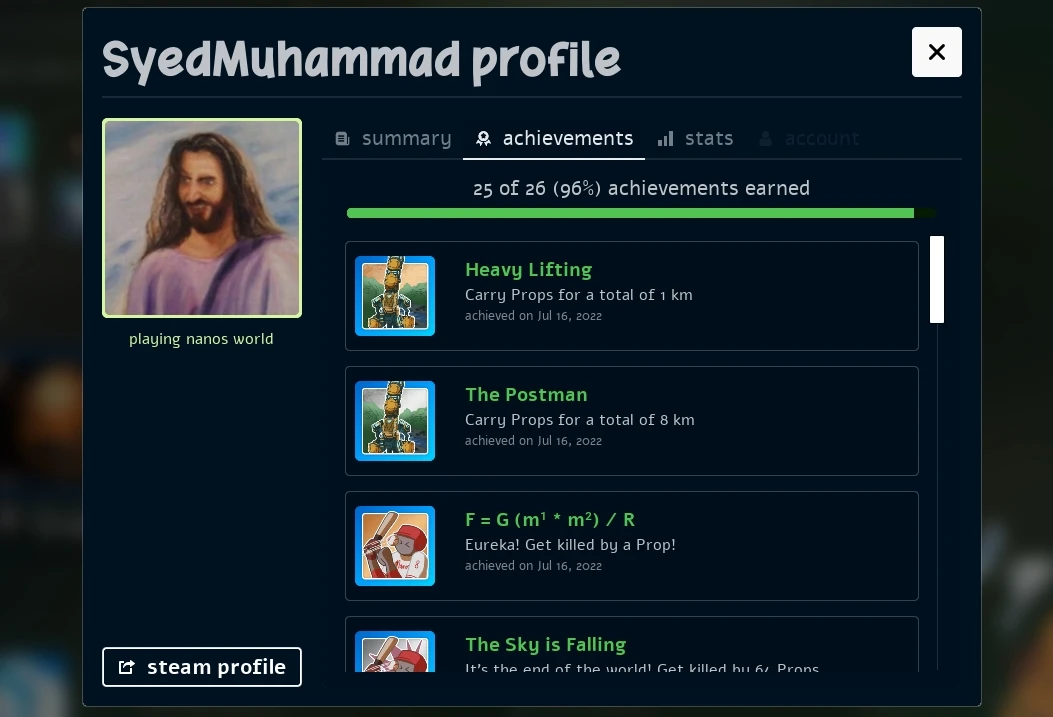 SyedMuhammad profile
summary
achievements
stats
account
25 of 26 (96%) achievements earned
Heavy Lifting
Carry Props for a total of 1 km
achieved on Jul 16, 2022
playing nanos world
The Postman
Carry Props for a total of 8 km
achieved on Jul 16, 2022
F = G (m¹ * m²) / R
Eureka! Get killed by a Prop!
achieved on Jul 16, 2022
The Sky is Falling
It's the end of the world! Get killed by 64 Props
steam profile